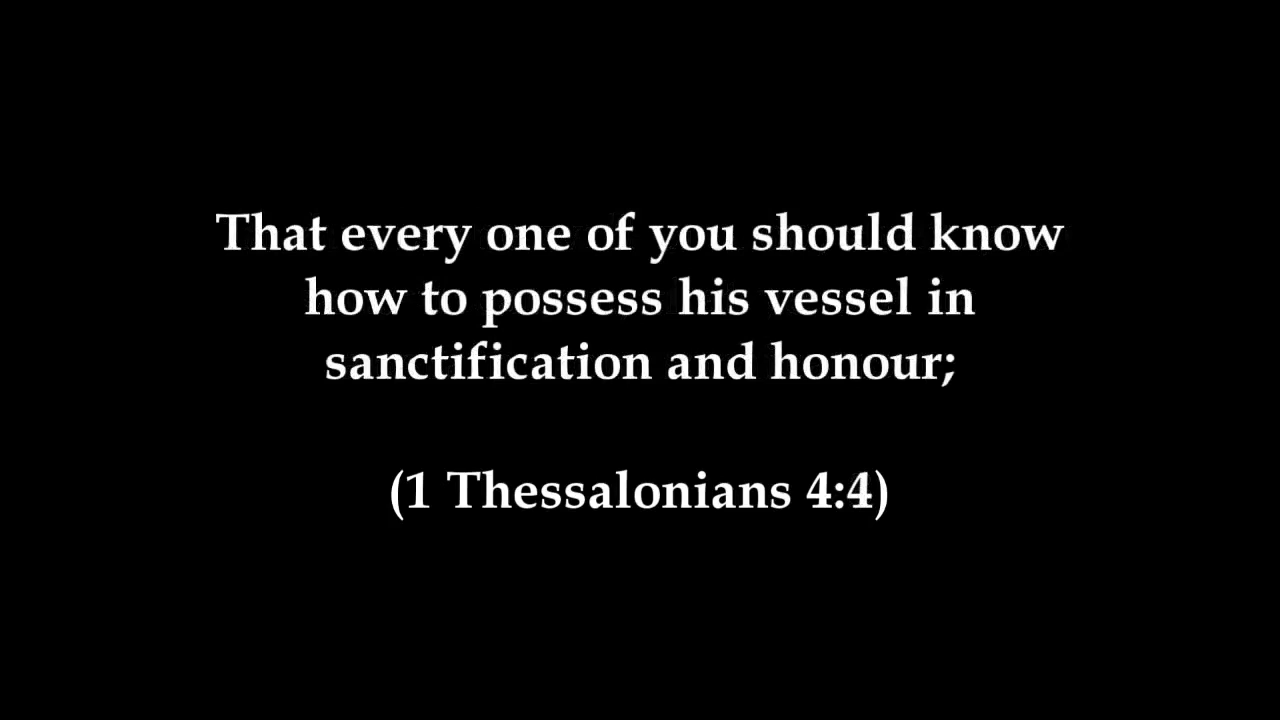 That every one of you should know
how to possess his vessel in
sanctification and honour;
(1 Thessalonians 4:4)